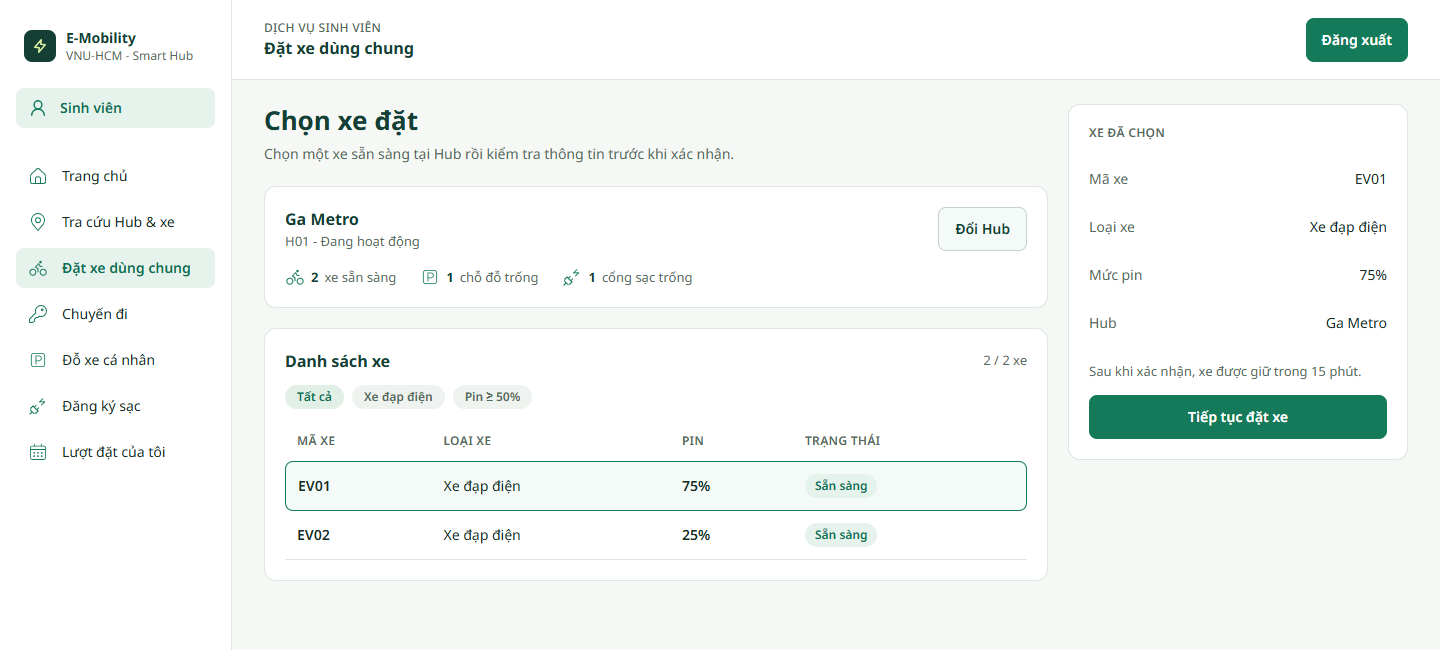 E-Mobility
VNU-HCM - Smart Hub
Sinh viên
Trang chủ
Tra cứu Hub & xe
Đặt xe dùng chung
Chuyến đi
Đỗ xe cá nhân
Đăng ký sạc
Lượt đặt của tôi
DỊCH VỤ SINH VIÊN
Đặt xe dùng chung
Đăng xuất
Chọn xe đặt
Chọn một xe sẵn sàng tại Hub rồi kiểm tra thông tin trước khi xác nhận.
Ga Metro
H01 - Đang hoạt động
Đổi Hub
2 xe sẵn sàng P 1 chỗ đỗ trống 1 cổng sạc trống
Danh sách xe 2 / 2 xe
Tất cả Xe đạp điện Pin ≥ 50%
MÃ XE LOẠI XE PIN TRẠNG THÁI
EV01 Xe đạp điện 75% Sẵn sàng
EV02 Xe đạp điện 25% Sẵn sàng
XE ĐÃ CHỌN
Mã xe EV01
Loại xe Xe đạp điện
Mức pin 75%
Hub Ga Metro
Sau khi xác nhận, xe được giữ trong 15 phút.
Tiếp tục đặt xe